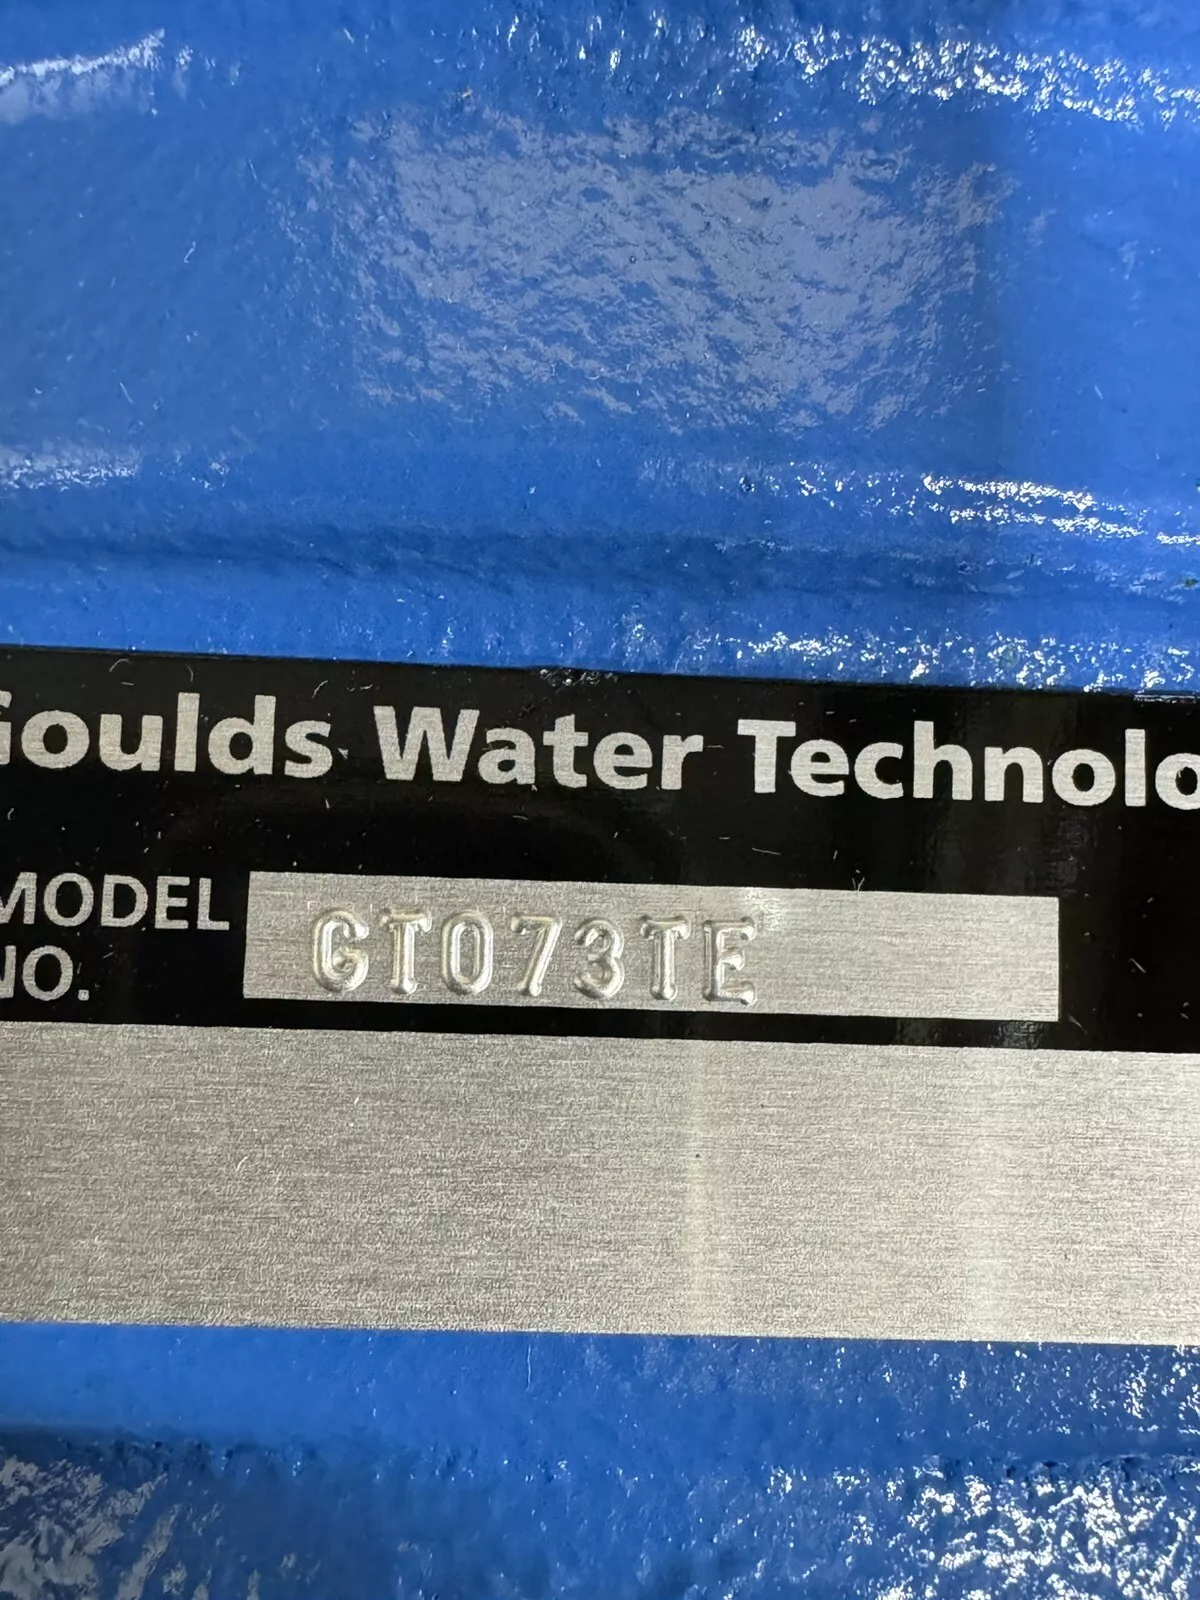 Goulds Water Technolo
MODEL
NO.
GT073TE